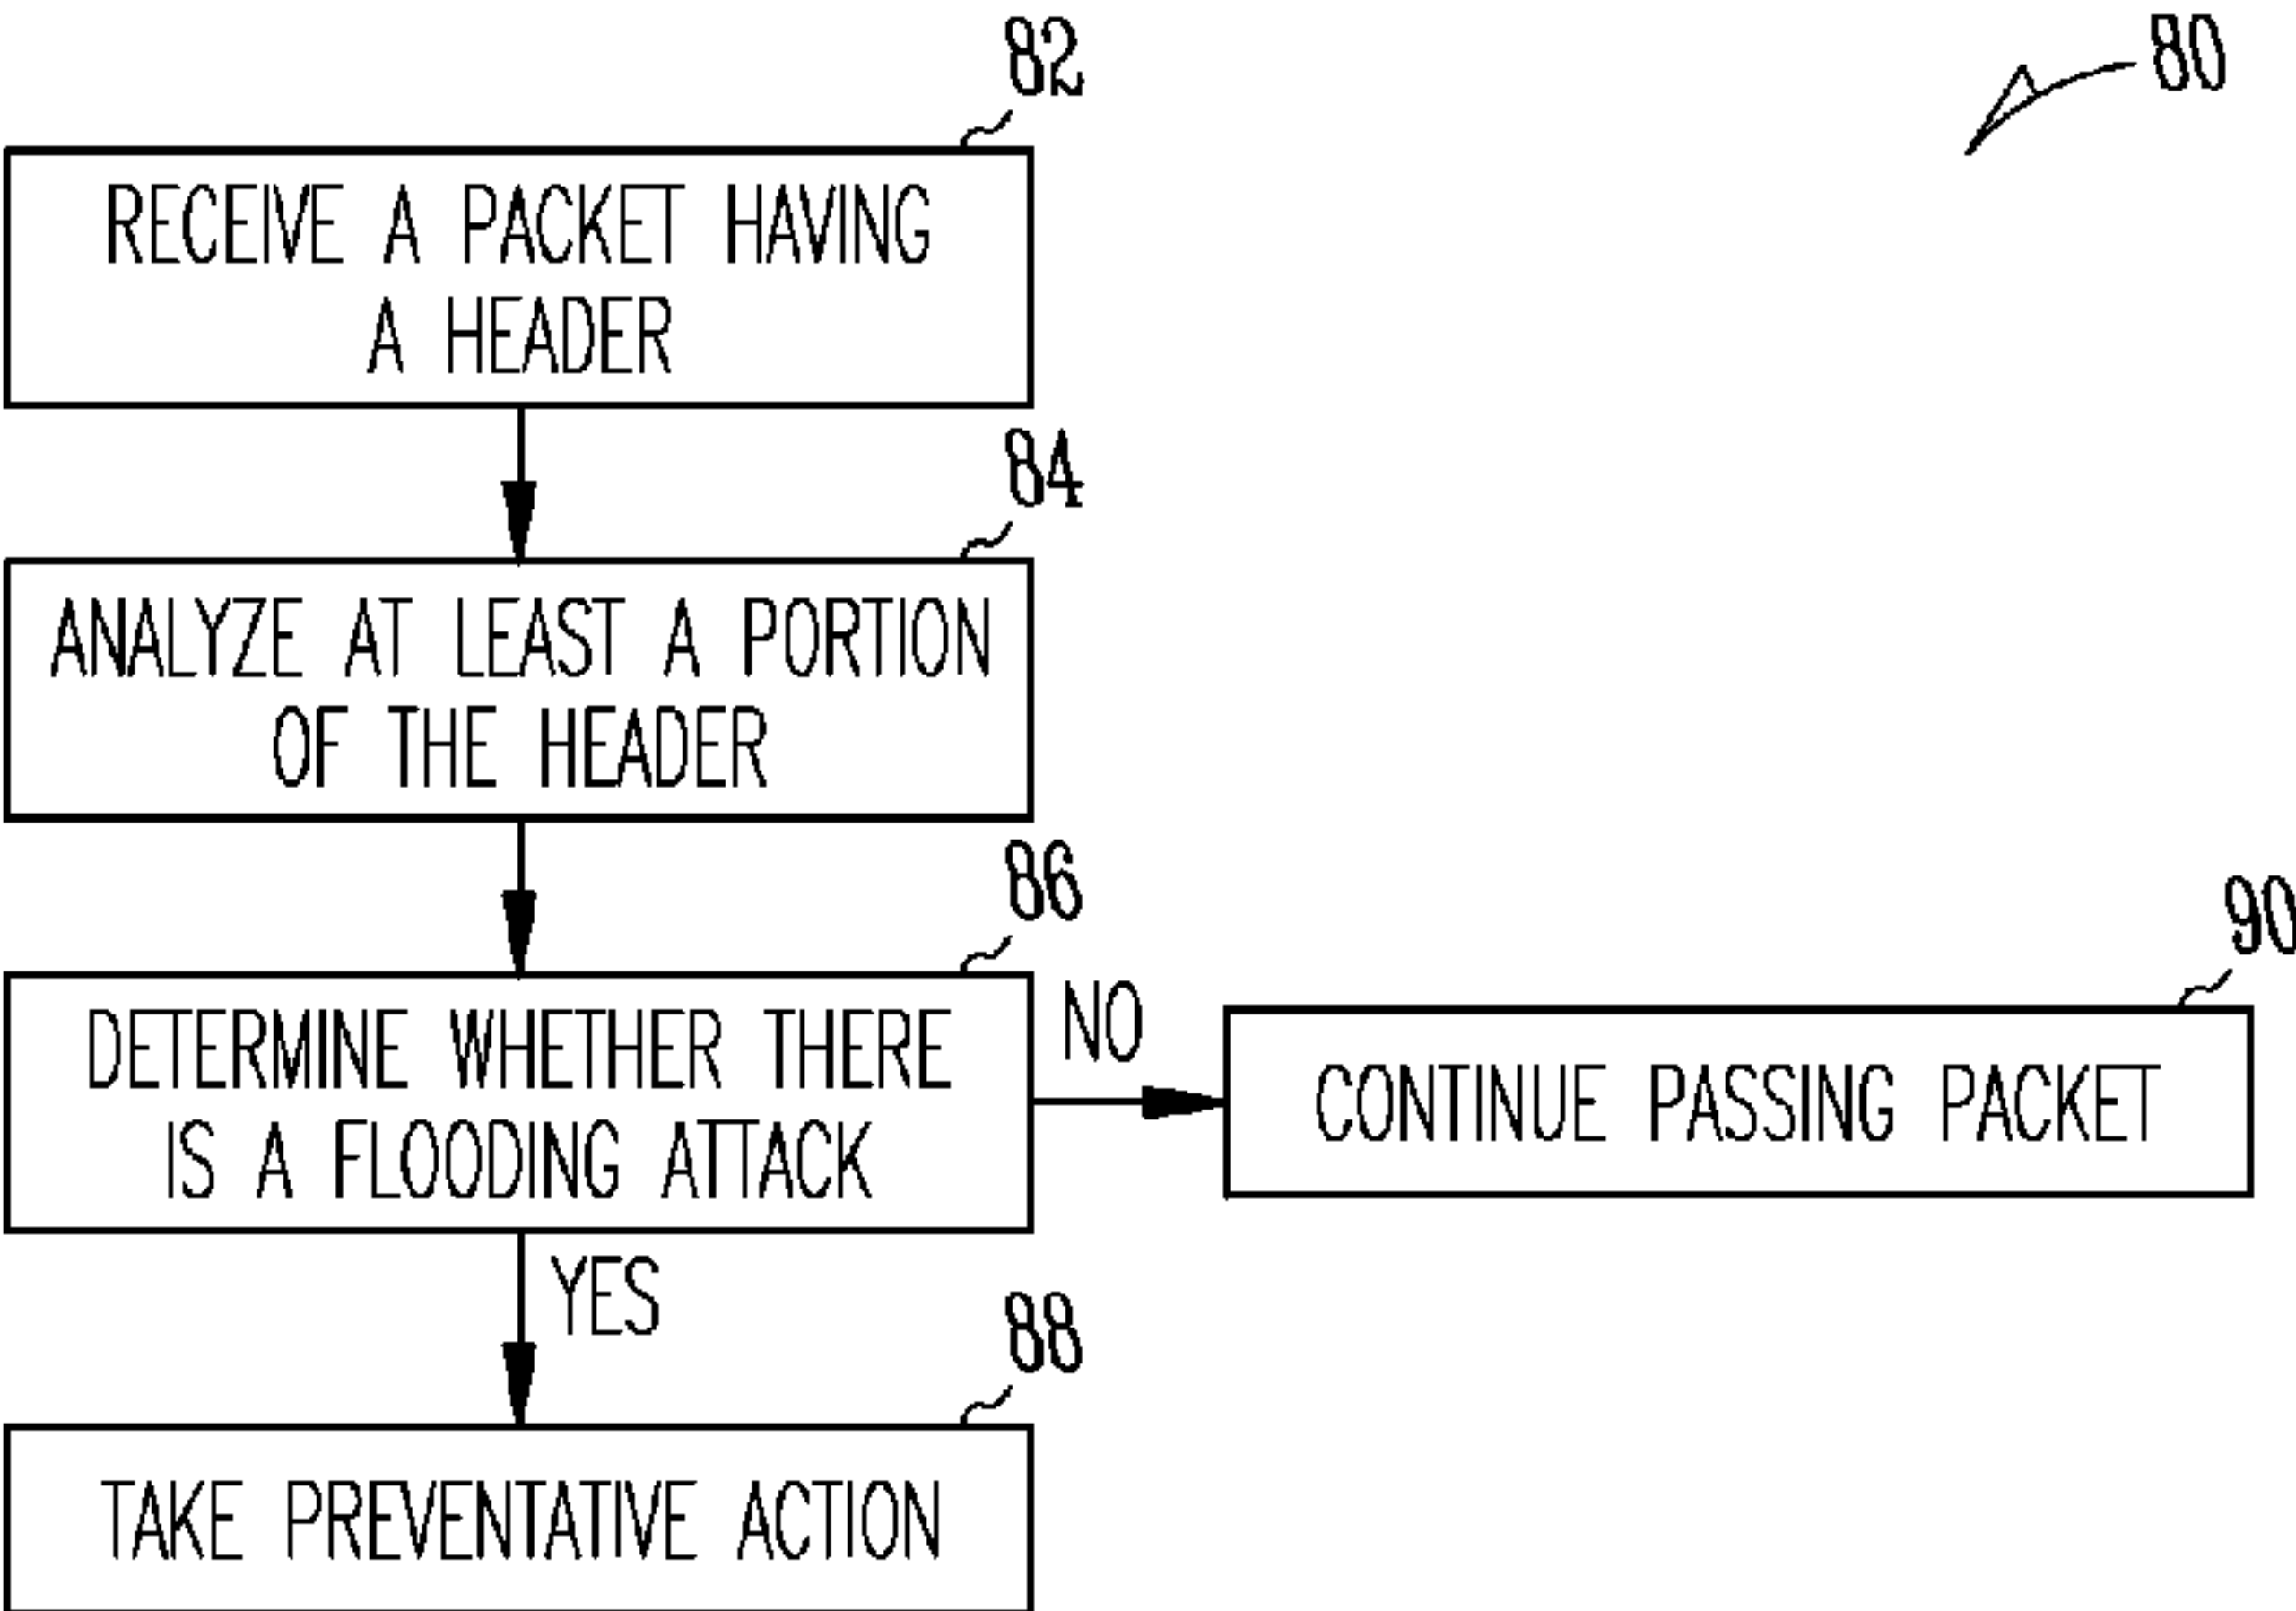 82
80
RECEIVE A PACKET HAVING
A HEADER
84
ANALYZE AT LEAST A PORTION
OF THE HEADER
86
DETERMINE WHETHER THERE
IS A FLOODING ATTACK
NO
90
CONTINUE PASSING PACKET
YES
88
TAKE PREVENTATIVE ACTION